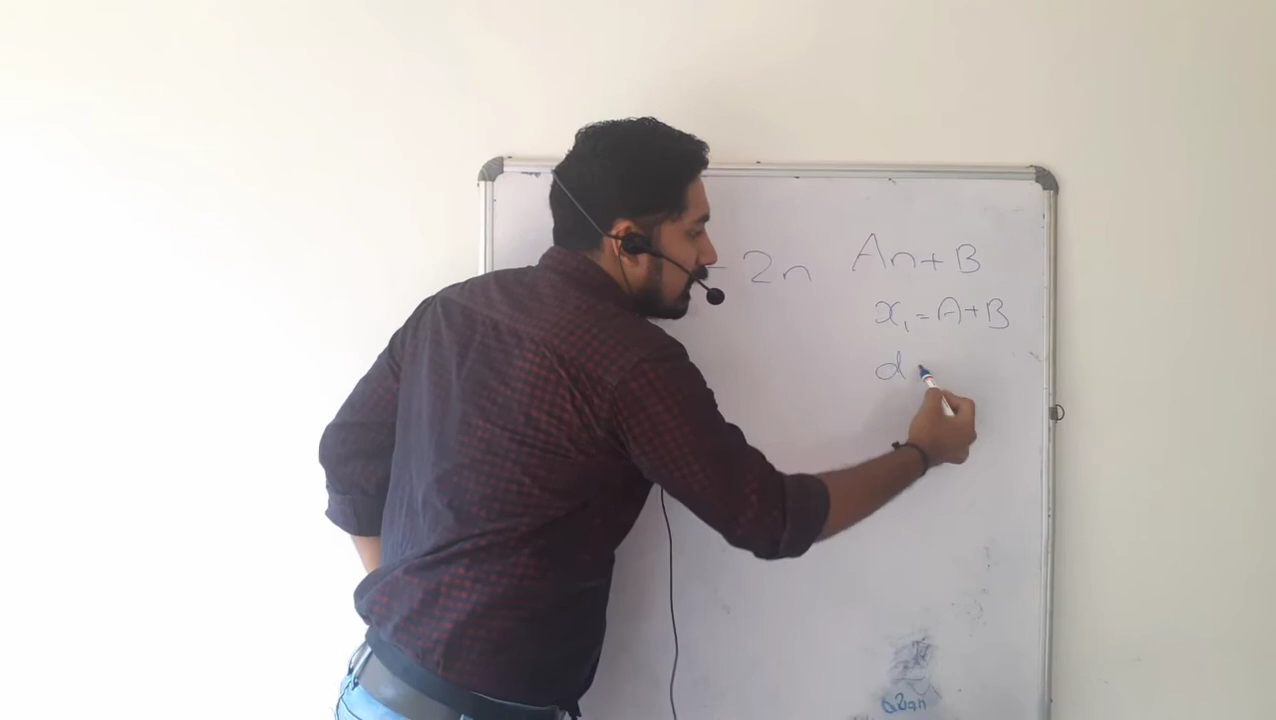 - 2n An+B
x₁=A+B
d